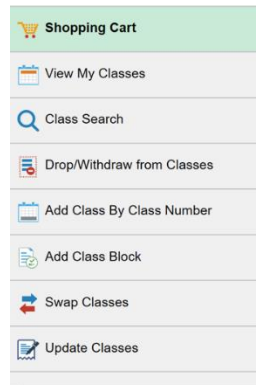 Shopping Cart
View My Classes
Class Search
Drop/Withdraw from Classes
Add Class By Class Number
Add Class Block
Swap Classes
Update Classes